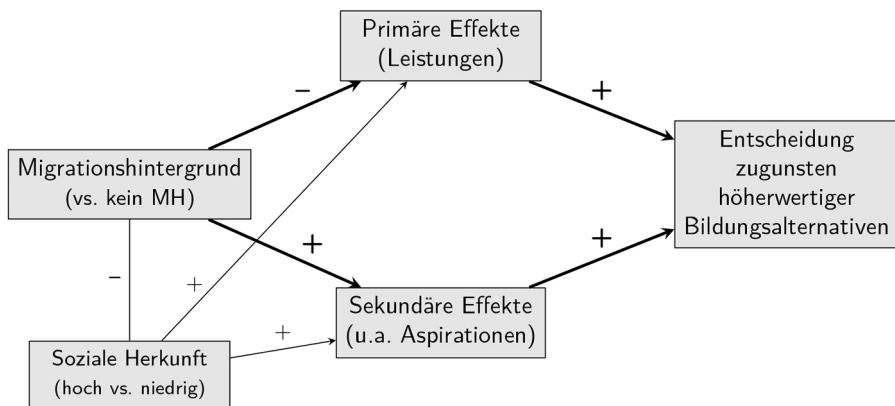 Primäre Effekte
(Leistungen)
–
+
Entscheidung
zugunsten
höherwertiger
Bildungsalternativen
Migrationshintergrund
(vs. kein MH)
+
+
–
+
+
Sekundäre Effekte
(u.a. Aspirationen)
Soziale Herkunft
(hoch vs. niedrig)